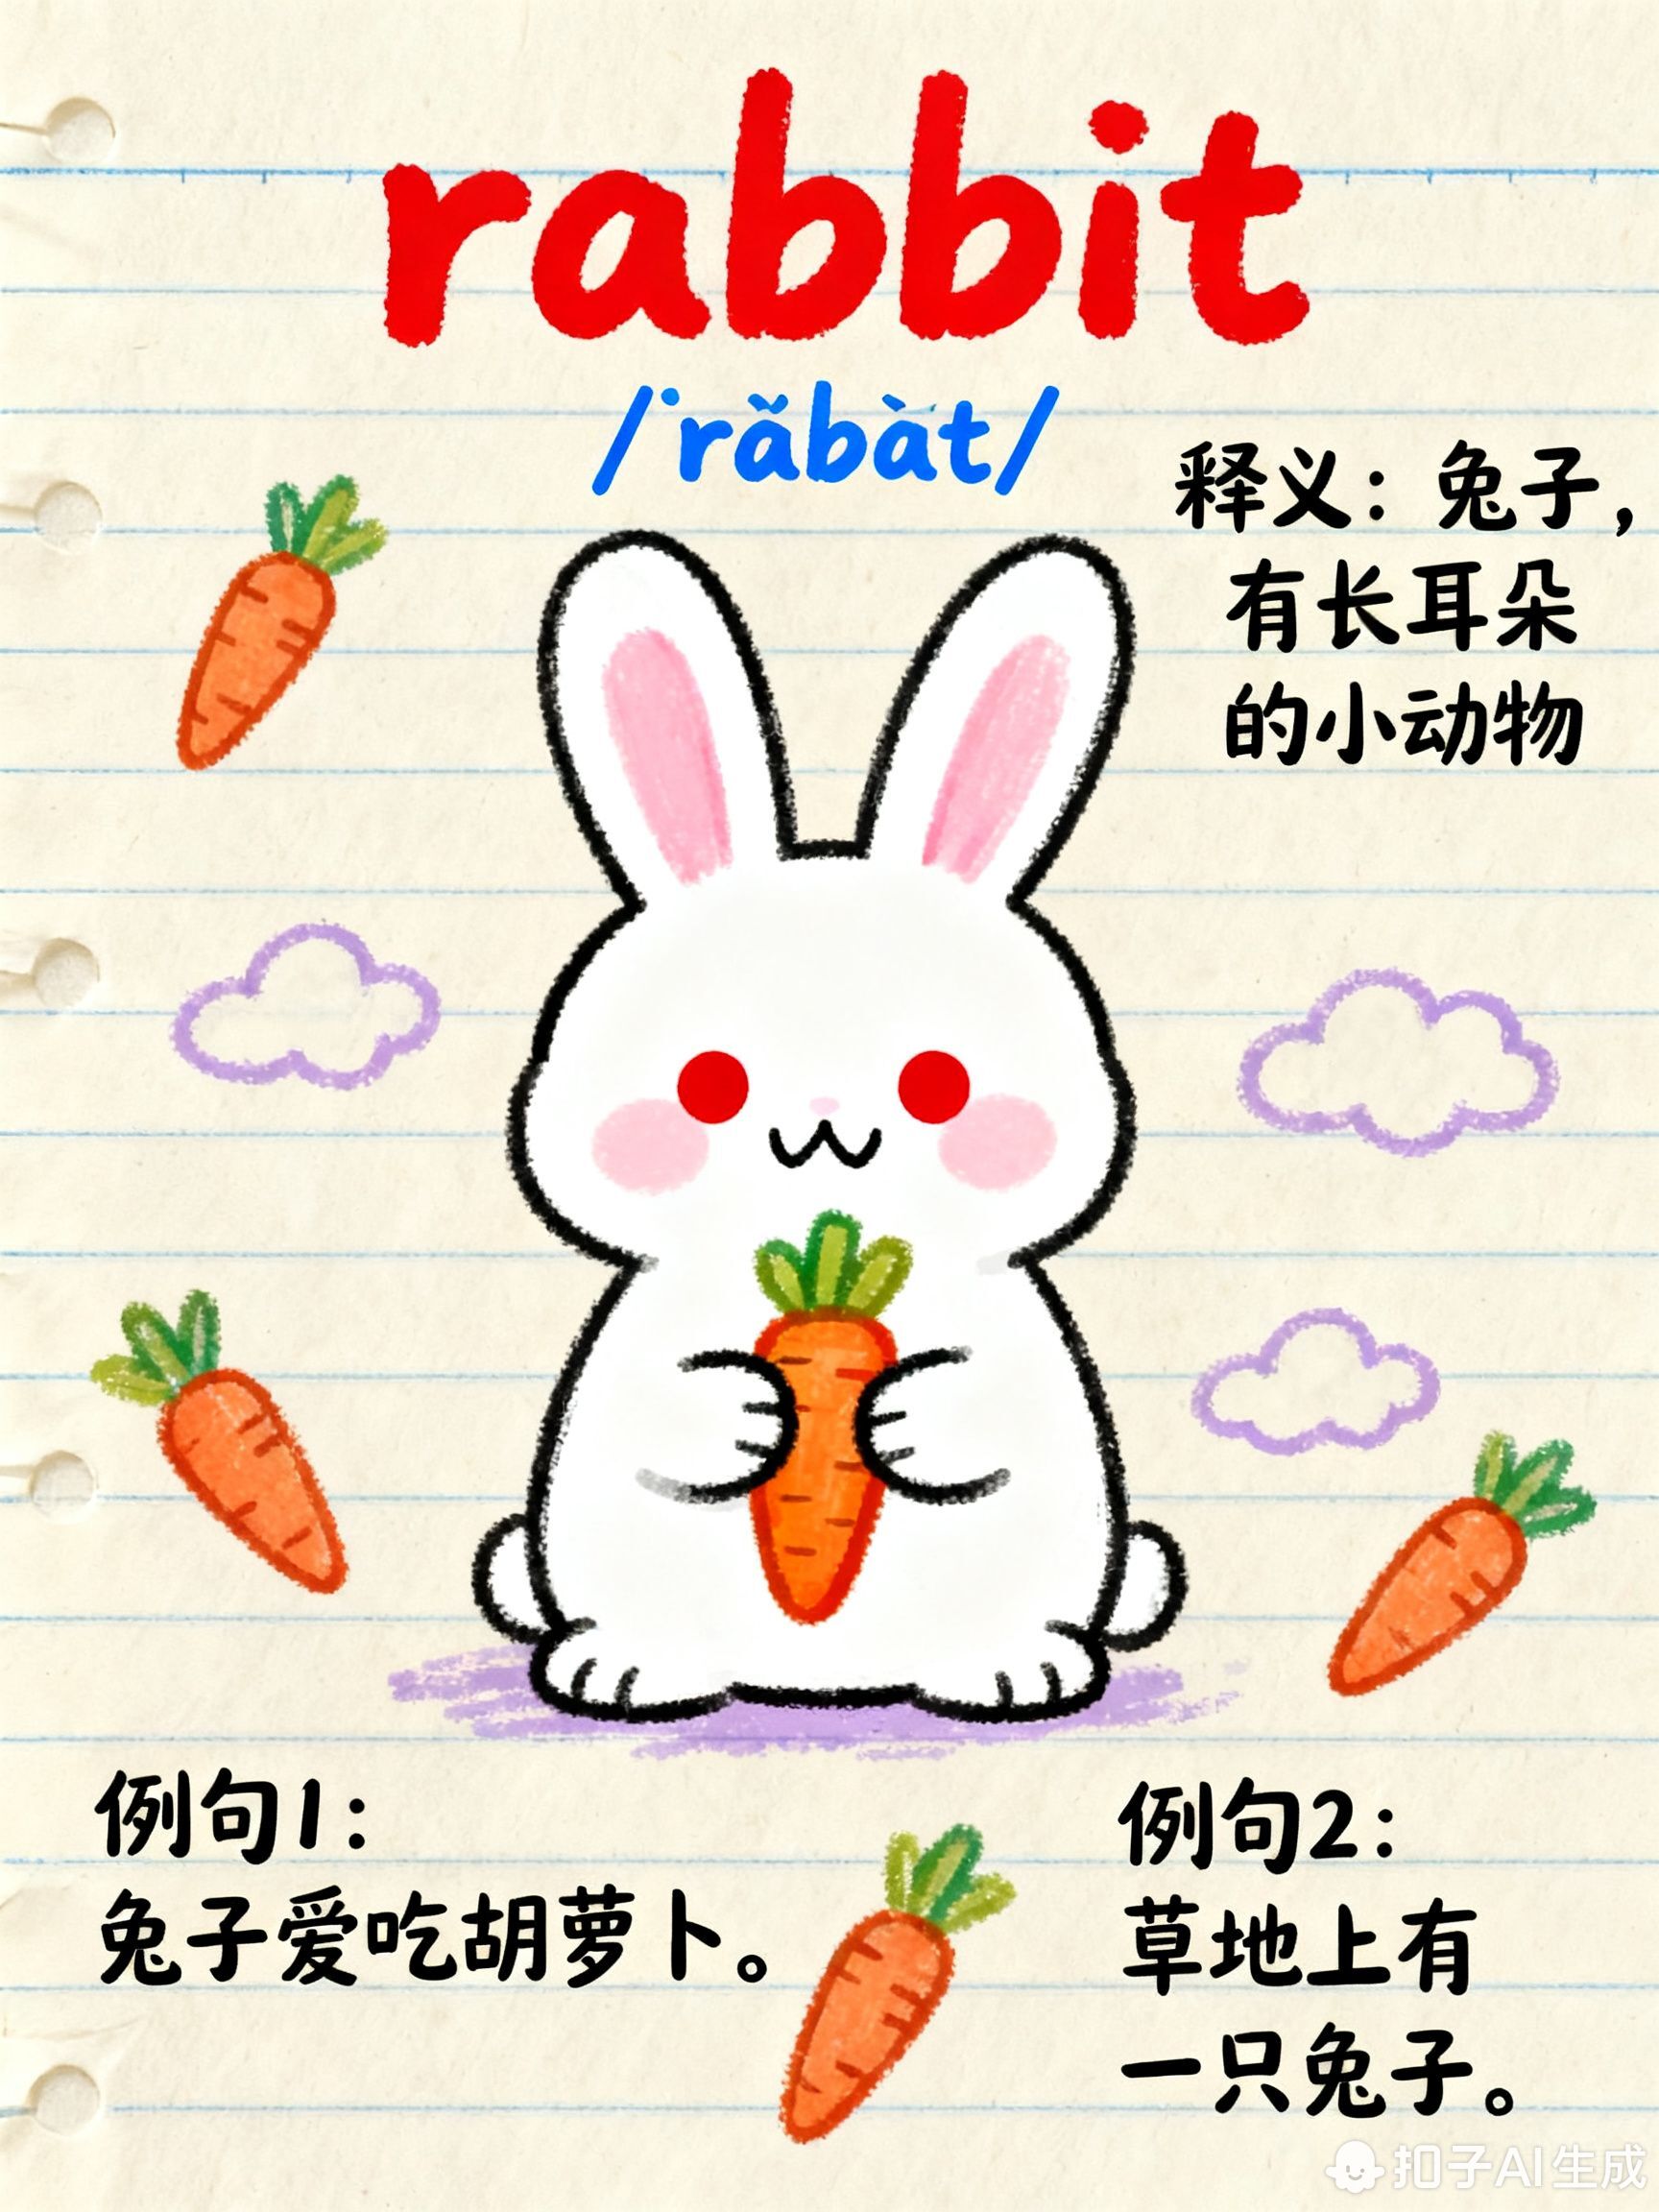 rabbit
/ˈrăbàt/
释义：兔子，
有长耳朵
的小动物
例句1：
兔子爱吃胡萝卜。
例句2：
草地上有
一只兔子。
扣子AI生成